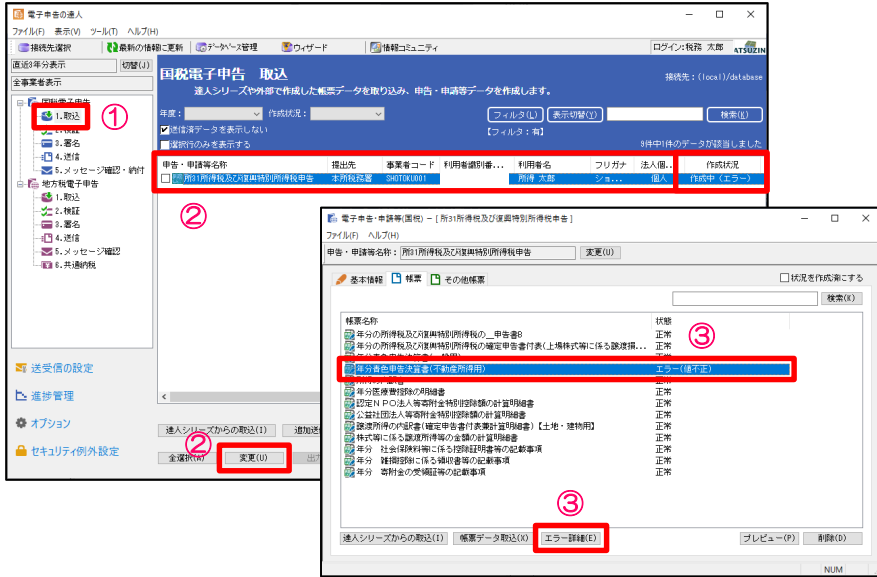 電子申告の達人
ファイル(F) 表示(V) ツール(T) ヘルプ(H)
接続先選択 最新の情報に更新 データベース管理 ウィザード 情報コミュニティ ログイン:税務 太郎 ATSUZIN
直近3年分表示 切替(J)
全事業者表示
国税電子申告
1.取込
2.検証
3.署名
4.送信
5.メッセージ確認・納付
地方税電子申告
1.取込
2.検証
3.署名
4.送信
5.メッセージ確認
6.共通納税
①
送受信の設定
進捗管理
オプション
セキュリティ例外設定
国税電子申告 取込
接続先:(local)/database
達人シリーズや外部で作成した帳票データを取り込み、申告・申請等データを作成します。
年度: 作成状況: フィルタ(L) 表示切替(Y) 検索(K)
送信済データを表示しない 【フィルタ:有】
選択行のみを表示する 9件中1件のデータが該当しました
申告・申請等名称 提出先 事業者コード 利用者識別番... 利用者名 フリガナ 法人個.. 作成状況
所31所得税及び復興特別所得税申告 本所税務署 SHOTOKU001 所得 太郎 ショ... 個人 作成中(エラー)
②
達人シリーズからの取込(I) 追加送
②
全選択(A) 変更(U) 出力
電子申告・申請等(国税) - [所31所得税及び復興特別所得税申告]
ファイル(F) ヘルプ(H)
申告・申請等名称: 所31所得税及び復興特別所得税申告 変更(U)
基本情報 帳票 その他帳票 状況を作成済にする
検索(K)
帳票名称 状態
年分の所得税及び復興特別所得税の__申告書B 正常
年分の所得税及び復興特別所得税の確定申告書付表(上場株式等に係る譲渡損... 正常
③
年分青色申告決算書(不動産所得用) エラー(値不正)
年分医療費控除の明細書 正常
認定NPO法人等寄附金特別控除額の計算明細書 正常
公益社団法人等寄附金特別控除額の計算明細書 正常
譲渡所得の内訳書(確定申告書付表兼計算明細書)【土地・建物用】 正常
株式等に係る譲渡所得等の金額の計算明細書 正常
年分 社会保険料等に係る控除証明書等の記載事項 正常
年分 雑損控除に係る領収書等の記載事項 正常
年分 寄附金の受領証等の記載事項 正常
③
達人シリーズからの取込(I) 帳票データ取込(X) エラー詳細(E) プレビュー(P) 削除(D)
NUM